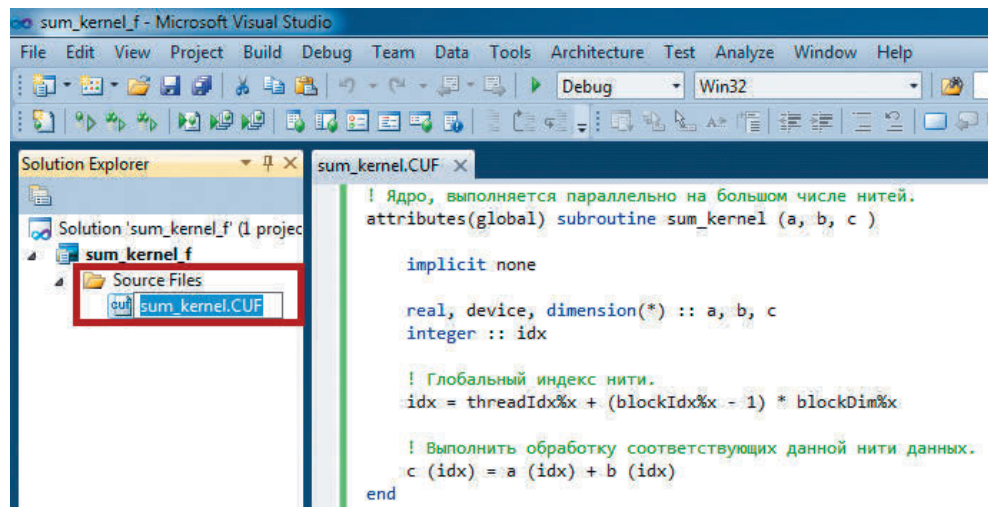 sum_kernel_f - Microsoft Visual Studio
File Edit View Project Build Debug Team Data Tools Architecture Test Analyze Window Help
Debug Win32
Solution Explorer
sum_kernel.CUF
Solution 'sum_kernel_f' (1 projec
sum_kernel_f
Source Files
cuf sum_kernel.CUF
! Ядро, выполняется параллельно на большом числе нитей.
attributes(global) subroutine sum_kernel (a, b, c )
implicit none
real, device, dimension(*) :: a, b, c
integer :: idx
! Глобальный индекс нити.
idx = threadIdx%x + (blockIdx%x - 1) * blockDim%x
! Выполнить обработку соответствующих данной нити данных.
c (idx) = a (idx) + b (idx)
end